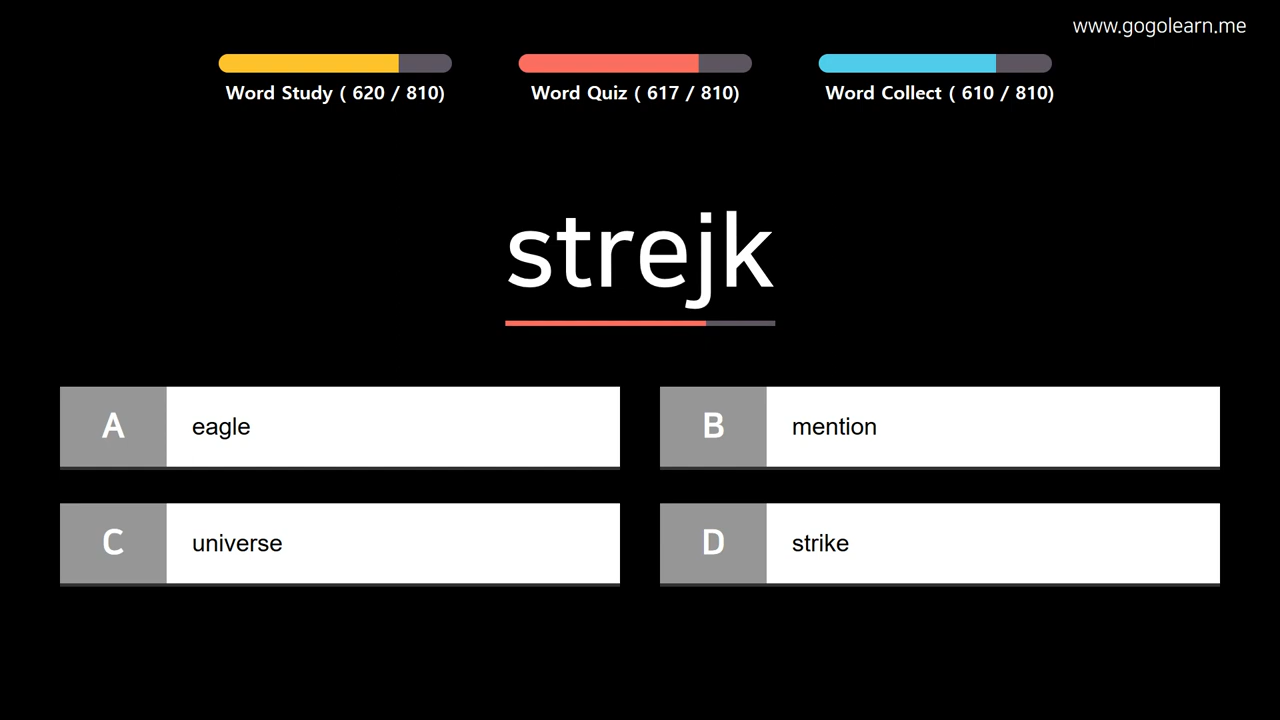 www.gogolearn.me
Word Study ( 620 / 810)
Word Quiz ( 617 / 810)
Word Collect ( 610 / 810)
strejk
A eagle
B mention
C universe
D strike